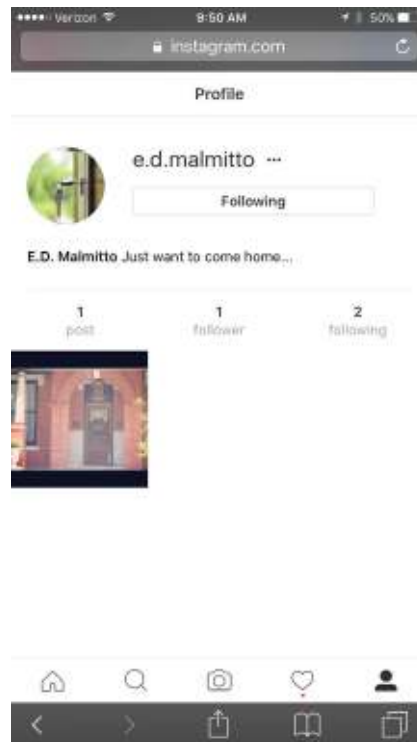 Verizon 9:50 AM 50%
instagram.com
Profile
e.d.malmitto ...
Following
E.D. Malmitto Just want to come home...
1 1 2
post follower following